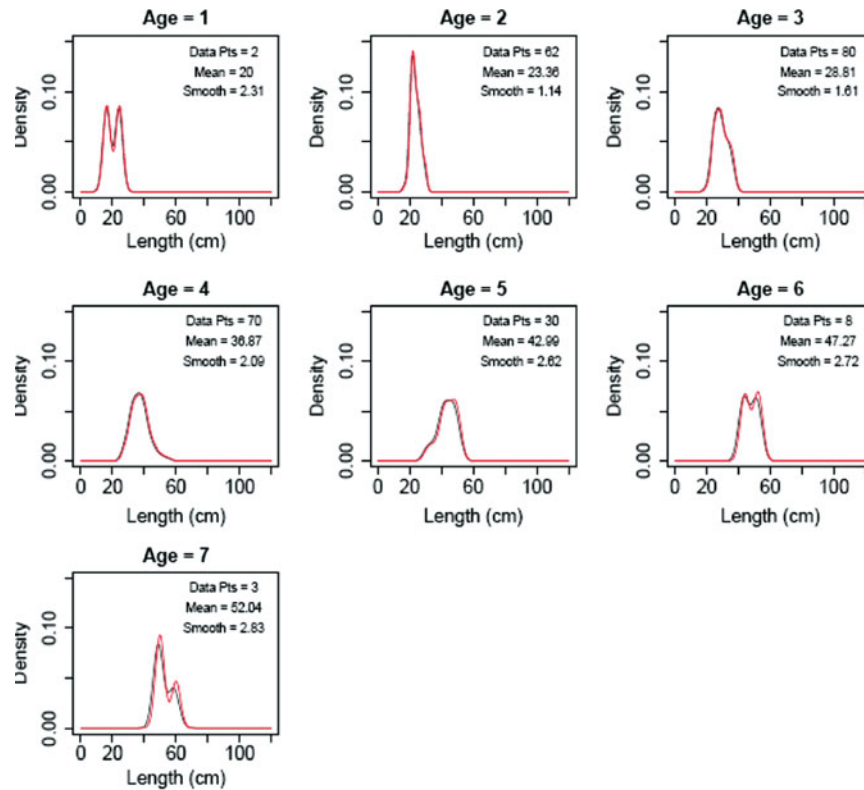 Age = 1
Data Pts = 2
Mean = 20
Smooth = 2.31
Density
0.00 0.10
0 20 60 100
Length (cm)
Age = 2
Data Pts = 62
Mean = 23.36
Smooth = 1.14
Density
0.00 0.10
0 20 60 100
Length (cm)
Age = 3
Data Pts = 80
Mean = 28.81
Smooth = 1.61
Density
0.00 0.10
0 20 60 100
Length (cm)
Age = 4
Data Pts = 70
Mean = 36.87
Smooth = 2.09
Density
0.00 0.10
0 20 60 100
Length (cm)
Age = 5
Data Pts = 30
Mean = 42.99
Smooth = 2.62
Density
0.00 0.10
0 20 60 100
Length (cm)
Age = 6
Data Pts = 8
Mean = 47.27
Smooth = 2.72
Density
0.00 0.10
0 20 60 100
Length (cm)
Age = 7
Data Pts = 3
Mean = 52.04
Smooth = 2.83
Density
0.00 0.10
0 20 60 100
Length (cm)